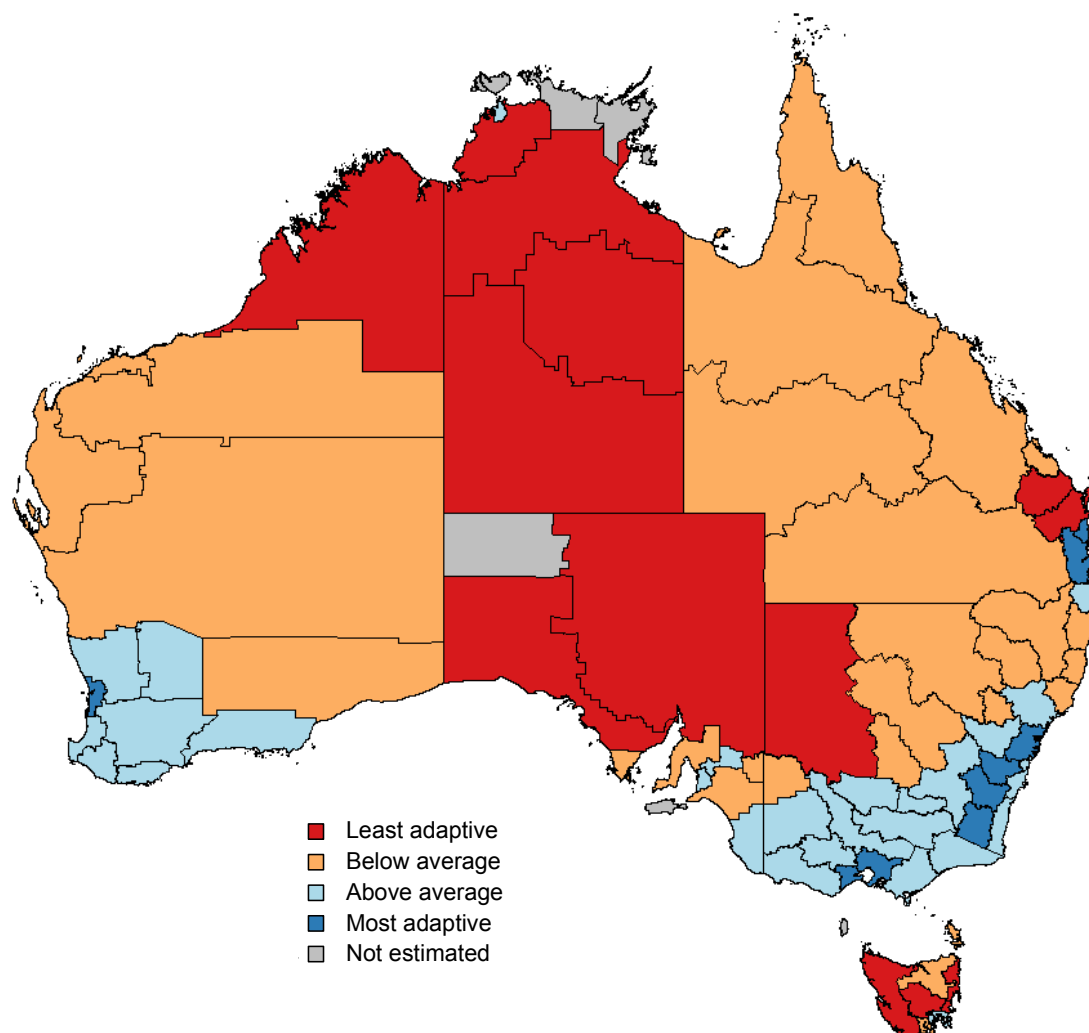 Least adaptive
Below average
Above average
Most adaptive
Not estimated